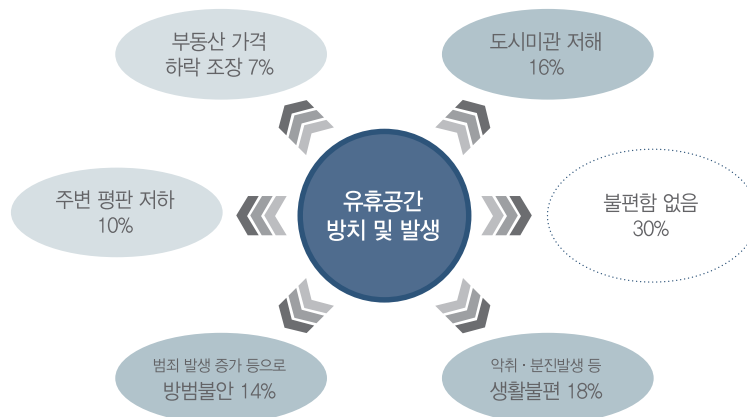 부동산 가격
하락 조장 7%
도시미관 저해
16%
주변 평판 저하
10%
유휴공간
방치 및 발생
불편함 없음
30%
범죄 발생 증가 등으로
방범불안 14%
악취 · 분진발생 등
생활불편 18%